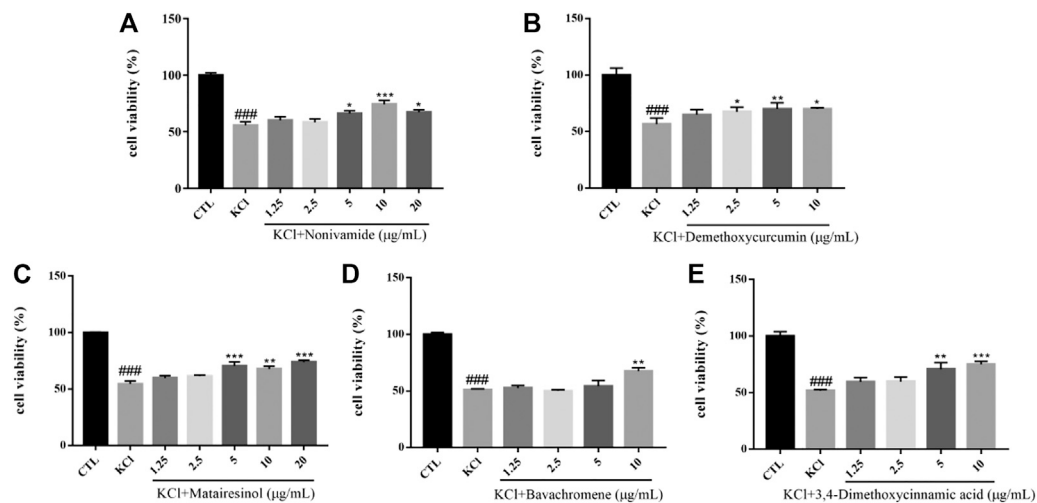 A
cell viability (%)
150
100
50
0
###
*
***
*
CTL
KCl
1.25
2.5
5
10
20
KCl+Nonivamide (μg/mL)
B
cell viability (%)
150
100
50
0
###
*
**
*
CTL
KCl
1.25
2.5
5
10
KCl+Demethoxycurcumin (μg/mL)
C
cell viability (%)
150
100
50
0
###
***
**
***
CTL
KCl
1.25
2.5
5
10
20
KCl+Matairesinol (μg/mL)
D
cell viability (%)
150
100
50
0
###
**
CTL
KCl
1.25
2.5
5
10
KCl+Bavachromene (μg/mL)
E
cell viability (%)
150
100
50
0
###
**
***
CTL
KCl
1.25
2.5
5
10
KCl+3,4-Dimethoxycinnamic acid (μg/mL)